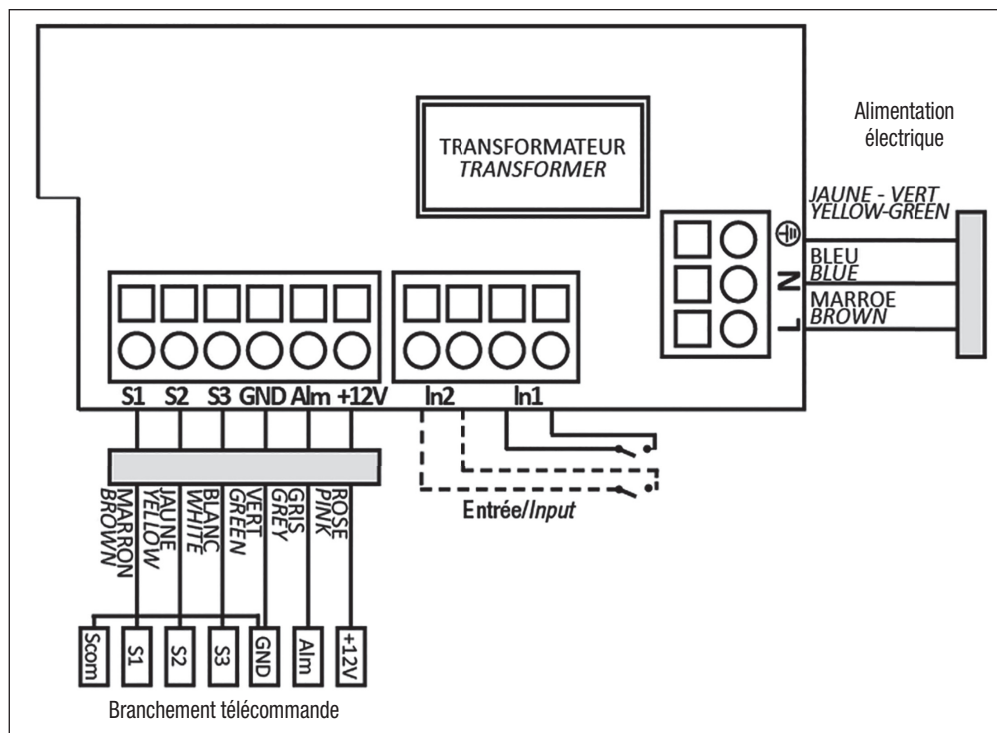 TRANSFORMATEUR
TRANSFORMER
Alimentation
électrique
JAUNE - VERT
YELLOW-GREEN
BLEU
BLUE
N
MARROE
BROWN
L
S1 S2 S3 GND Alm +12V
In2 In1
Entrée/Input
MARRON
BROWN
JAUNE
YELLOW
BLANC
WHITE
VERT
GREEN
GRIS
GREY
ROSE
PINK
Scom
S1
S2
S3
GND
Alm
+12V
Branchement télécommande